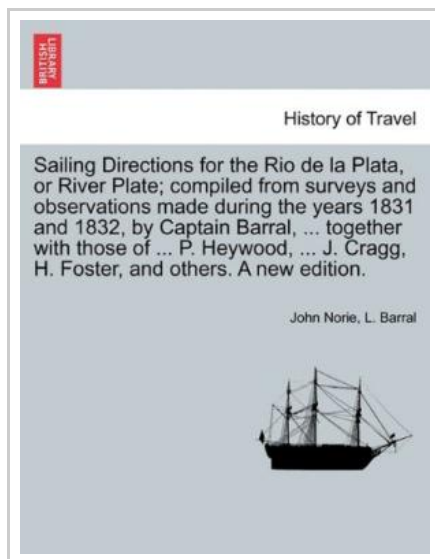 BRITISH
LIBRARY
History of Travel
Sailing Directions for the Rio de la Plata,
or River Plate; compiled from surveys and
observations made during the years 1831
and 1832, by Captain Barral, ... together
with those of ... P. Heywood, ... J. Cragg,
H. Foster, and others. A new edition.
John Norie, L. Barral